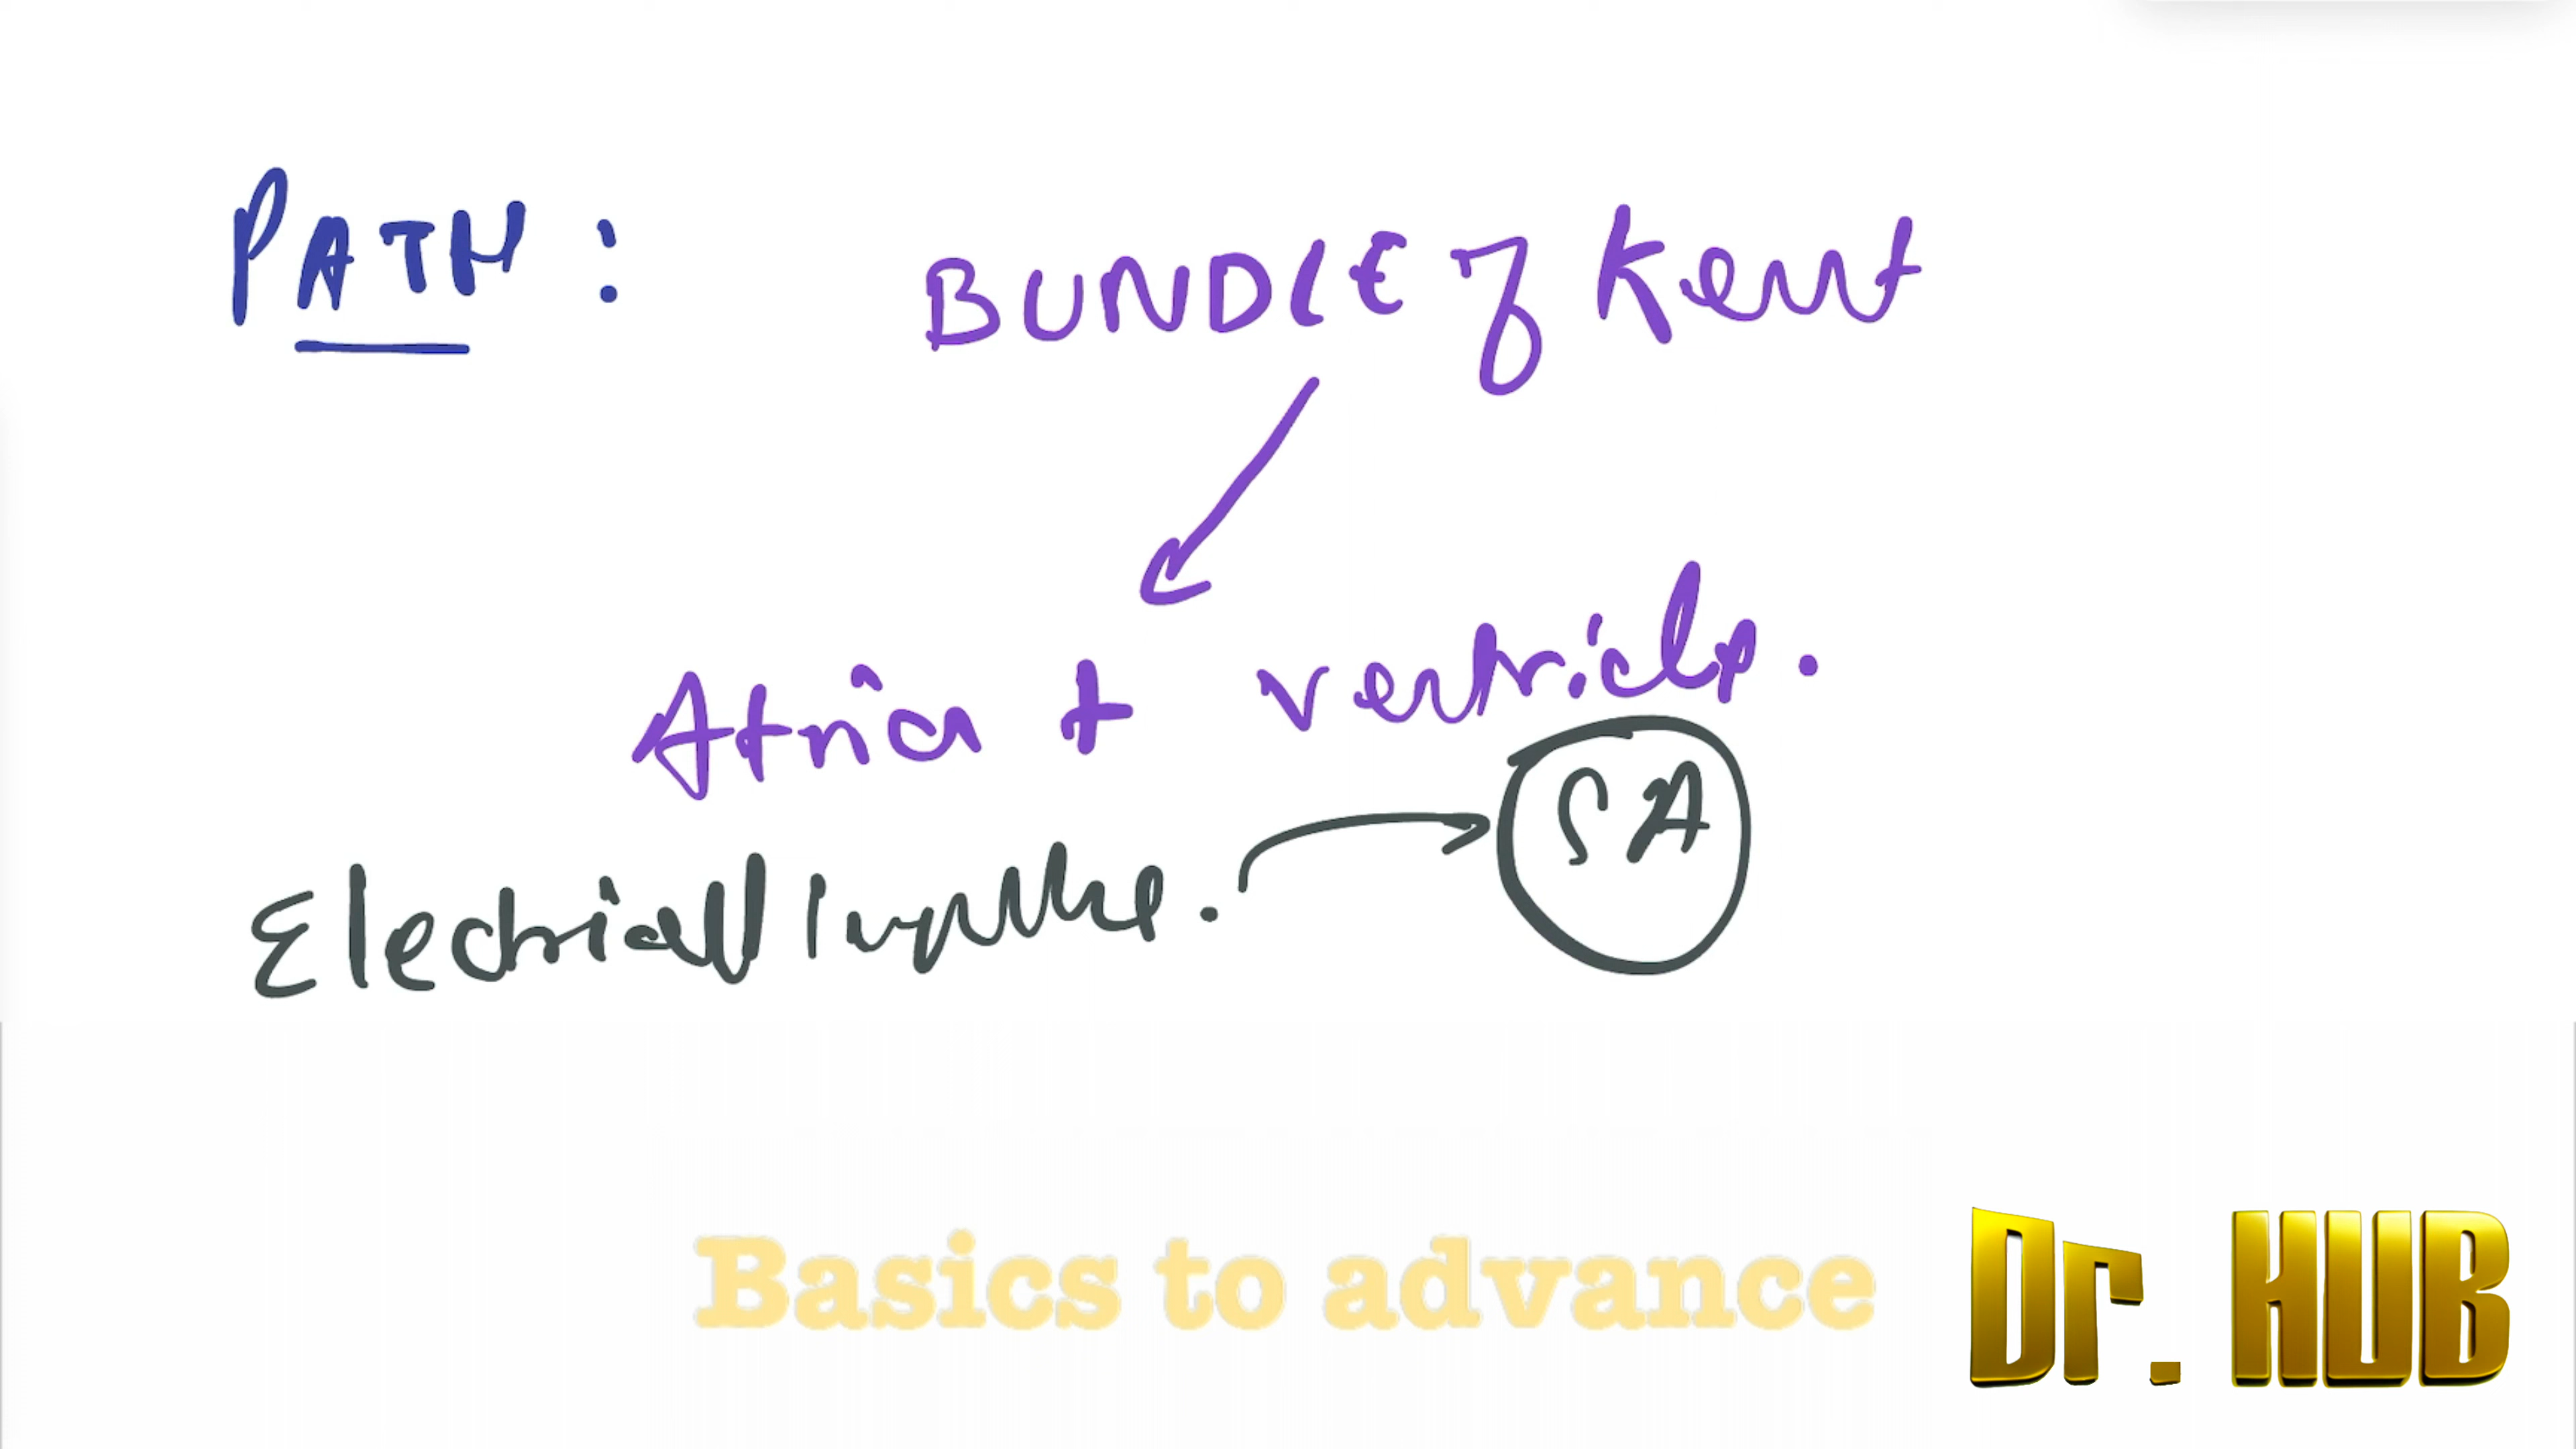 PATH : BUNDLE of Kent
Atria + ventricle.
SA
Electrical Impulse.
Basics to advance
Dr. HUB